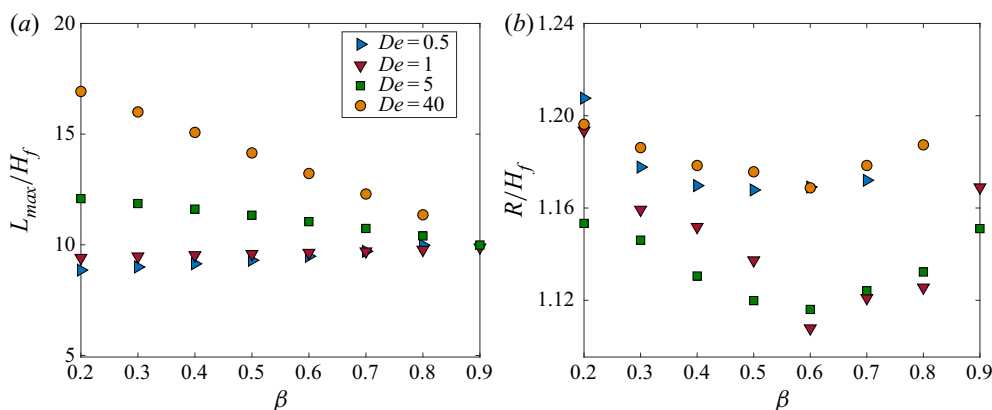 (a)
20
15
10
5
L_max/H_f
De = 0.5
De = 1
De = 5
De = 40
0.2 0.3 0.4 0.5 0.6 0.7 0.8 0.9
β
(b)
1.24
1.20
1.16
1.12
R/H_f
0.2 0.3 0.4 0.5 0.6 0.7 0.8 0.9
β